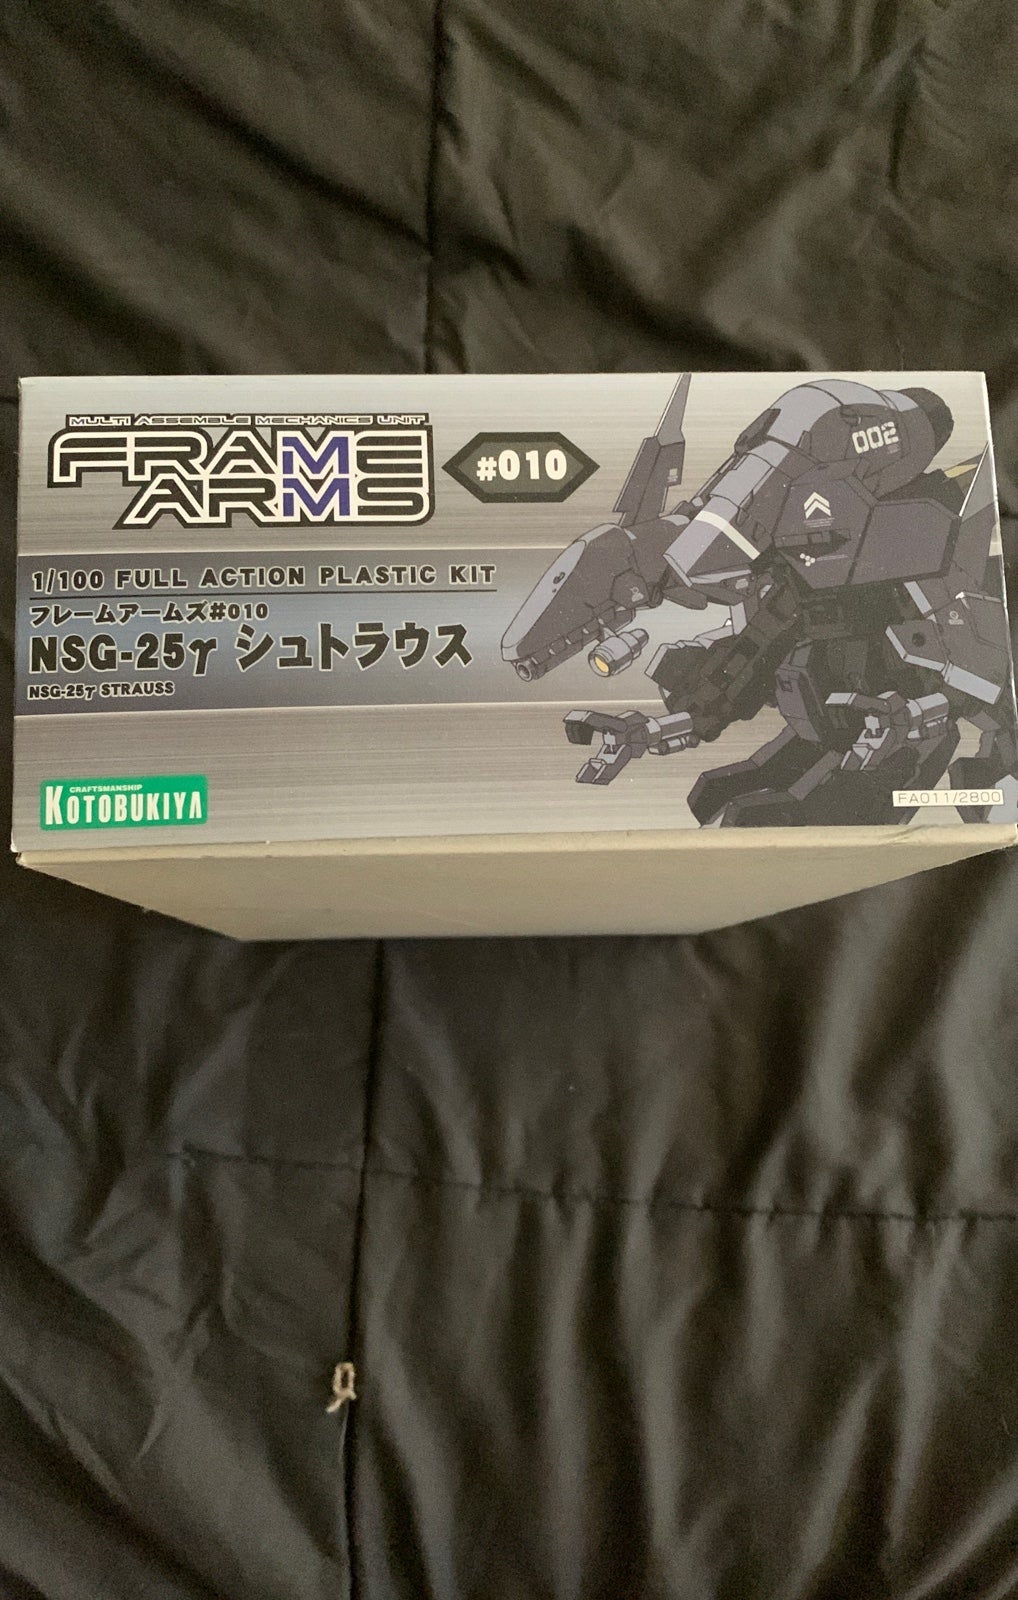 MULTI ASSEMBLE MECHANICS UNIT
FRAME
ARMS
#010
1/100 FULL ACTION PLASTIC KIT
フレームアームズ#010
NSG-25γ シュトラウス
NSG-25γ STRAUSS
CRAFTSMANSHIP
KOTOBUKIYA
002
FA011/2800